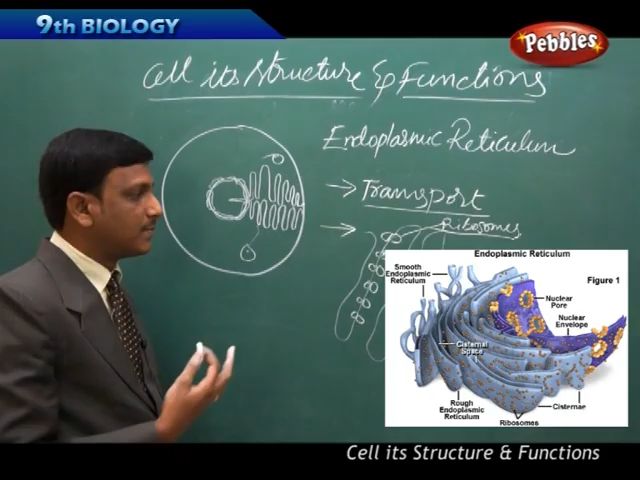 9th BIOLOGY
Pebbles
Cell its Structure & Functions
Endoplasmic Reticulum
→ Transport
→ Ribosomes
Endoplasmic Reticulum
Smooth
Endoplasmic
Reticulum
Figure 1
Nuclear
Pore
Nuclear
Envelope
Cisternal
Space
Rough
Endoplasmic
Reticulum
Ribosomes
Cisternae
Cell its Structure & Functions